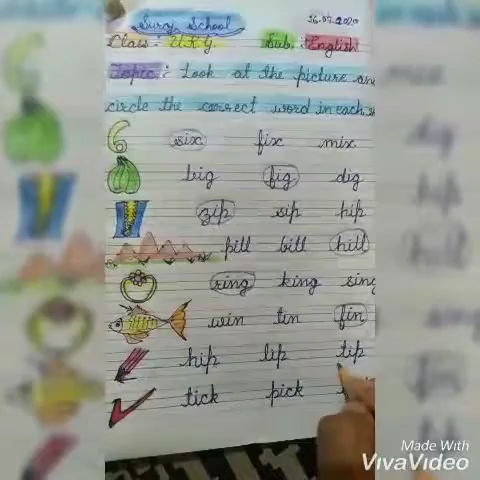 Surya School
16.07.2020
Class: U.K.G. Sub.: English
Topic: Look at the picture and
circle the correct word in each
six fix mix
big fig dig
zip sip hip
pill bill hill
ring king sing
win tin fin
hip lip tip
tick pick
Made With
VivaVideo